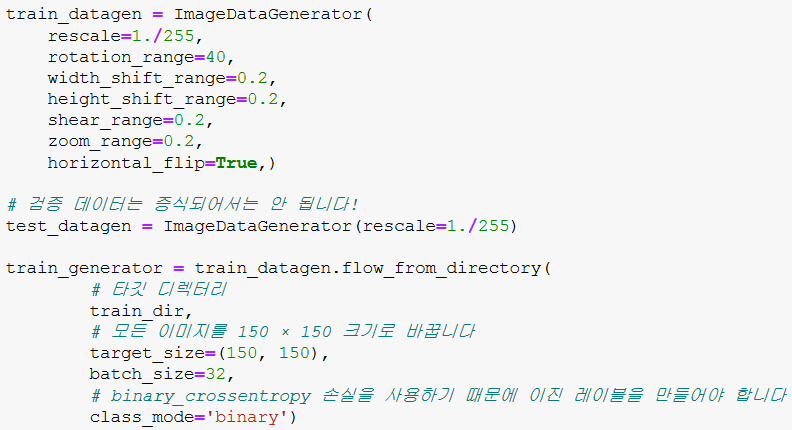 train_datagen = ImageDataGenerator(
    rescale=1./255,
    rotation_range=40,
    width_shift_range=0.2,
    height_shift_range=0.2,
    shear_range=0.2,
    zoom_range=0.2,
    horizontal_flip=True,)
# 검증 데이터는 증식되어서는 안 됩니다!
test_datagen = ImageDataGenerator(rescale=1./255)
train_generator = train_datagen.flow_from_directory(
        # 타깃 디렉터리
        train_dir,
        # 모든 이미지를 150 × 150 크기로 바꿉니다
        target_size=(150, 150),
        batch_size=32,
        # binary_crossentropy 손실을 사용하기 때문에 이진 레이블을 만들어야 합니다
        class_mode='binary')